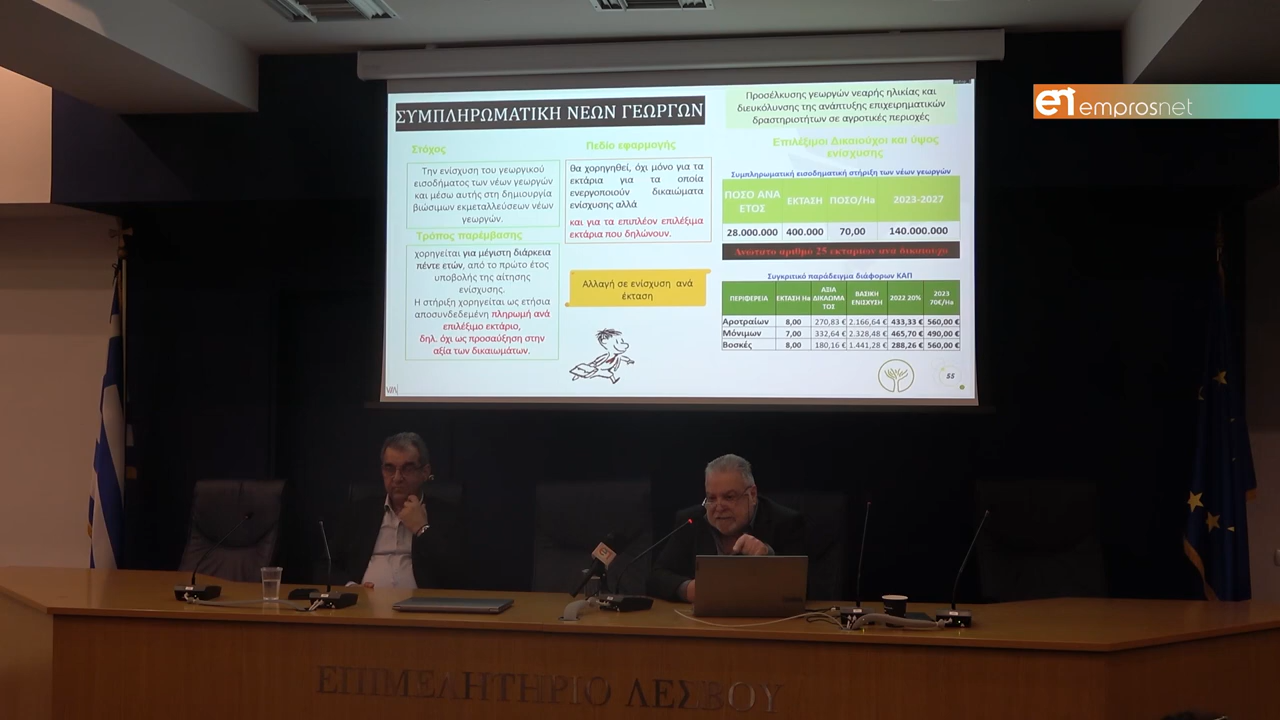 emprosnet
ΣΥΜΠΛΗΡΩΜΑΤΙΚΗ ΝΕΩΝ ΓΕΩΡΓΩΝ
Στόχος
Την ενίσχυση του γεωργικού
εισοδήματος των νέων γεωργών
και μέσω αυτής στη δημιουργία
βιώσιμων εκμεταλλεύσεων νέων
γεωργών.
Τρόπος παρέμβασης
χορηγείται για μέγιστη διάρκεια
πέντε ετών, από το πρώτο έτος
υποβολής της αίτησης
ενίσχυσης.
Η στήριξη χορηγείται ως ετήσια
αποσυνδεδεμένη πληρωμή ανά
επιλέξιμο εκτάριο,
δηλ. όχι ως προσαύξηση στην
αξία των δικαιωμάτων.
Πεδίο εφαρμογής
θα χορηγηθεί, όχι μόνο για τα
εκτάρια για τα οποία
ενεργοποιούν δικαιώματα
ενίσχυσης αλλά
και για τα επιπλέον επιλέξιμα
εκτάρια που δηλώνουν.
Αλλαγή σε ενίσχυση ανά
έκταση
Προσέλκυσης γεωργών νεαρής ηλικίας και
διευκόλυνσης της ανάπτυξης επιχειρηματικών
δραστηριοτήτων σε αγροτικές περιοχές
Επιλέξιμοι Δικαιούχοι και ύψος
ενίσχυσης
Συμπληρωματική εισοδηματική στήριξη των νέων γεωργών
ΠΟΣΟ ΑΝΑ ΕΤΟΣ ΕΚΤΑΣΗ ΠΟΣΟ/Ha 2023-2027
28.000.000 400.000 70,00 140.000.000
Ανώτατο αριθμό 25 εκταρίων ανά δικαιούχο
Συγκριτικό παράδειγμα διάφορων ΚΑΠ
ΠΕΡΙΦΕΡΕΙΑ ΕΚΤΑΣΗ Ha ΑΞΙΑ ΔΙΚΑΙΩΜΑ ΤΟΣ ΒΑΣΙΚΗ ΕΝΙΣΧΥΣΗ 2022 20% 2023 70€/Ha
Αροτραίων 8,00 270,83 € 2.166,64 € 433,33 € 560,00 €
Μόνιμων 7,00 332,64 € 2.328,48 € 465,70 € 490,00 €
Βοσκές 8,00 180,16 € 1.441,28 € 288,26 € 560,00 €
55
ΕΠΙΜΕΛΗΤΗΡΙΟ ΛΕΣΒΟΥ